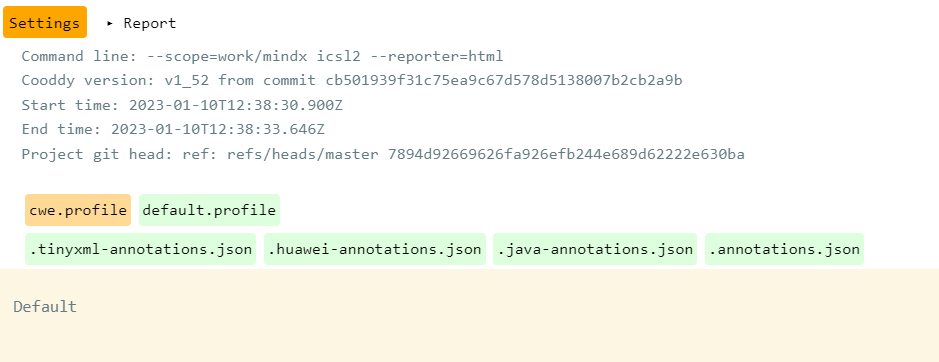 Settings ▸ Report
Command line: --scope=work/mindx icsl2 --reporter=html
Cooddy version: v1_52 from commit cb501939f31c75ea9c67d578d5138007b2cb2a9b
Start time: 2023-01-10T12:38:30.900Z
End time: 2023-01-10T12:38:33.646Z
Project git head: ref: refs/heads/master 7894d92669626fa926efb244e689d62222e630ba
cwe.profile default.profile
.tinyxml-annotations.json .huawei-annotations.json .java-annotations.json .annotations.json
Default